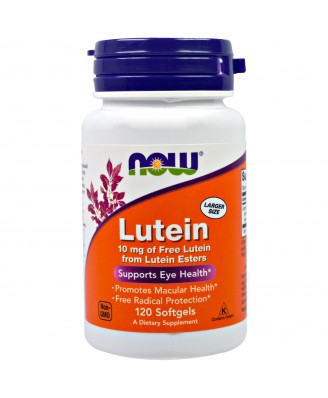 NOW
LARGER
SIZE
Lutein
10 mg of Free Lutein
from Lutein Esters
Supports Eye Health*
• Promotes Macular Health*
• Free Radical Protection*
120 Softgels
A Dietary Supplement
Non-
GMO
K